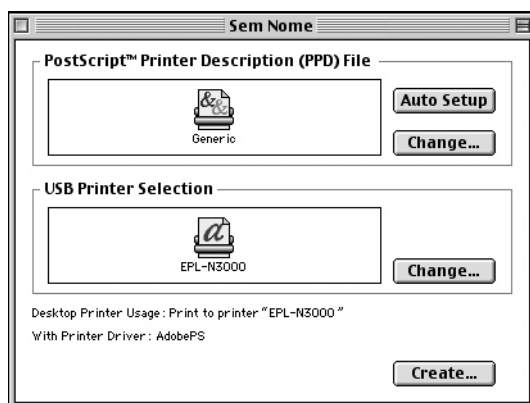 Sem Nome
PostScript™ Printer Description (PPD) File
Generic
Auto Setup
Change...
USB Printer Selection
EPL-N3000
Change...
Desktop Printer Usage : Print to printer "EPL-N3000"
With Printer Driver : AdobePS
Create...